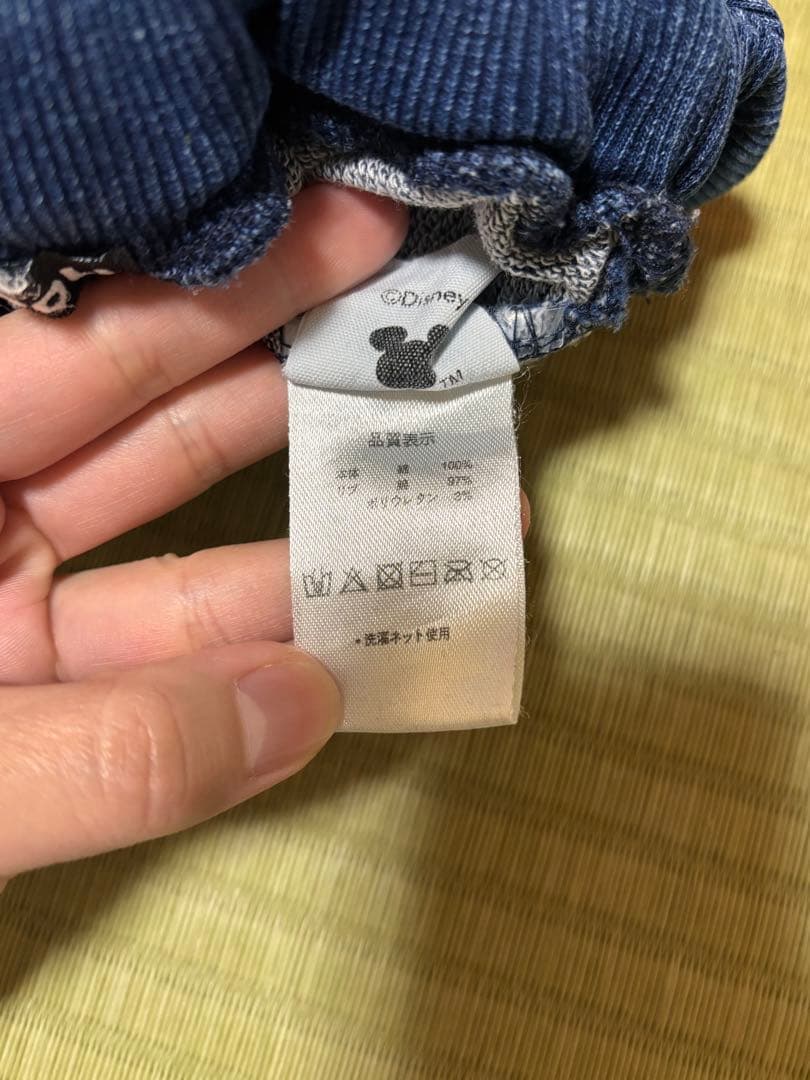 ©Disney
TM
品質表示
本体 綿 100%
リブ 綿 97%
ポリウレタン 3%
•洗濯ネット使用